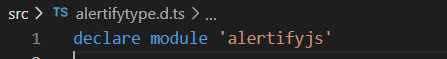 src > TS alertifytype.d.ts > ...
1 declare module 'alertifyjs'